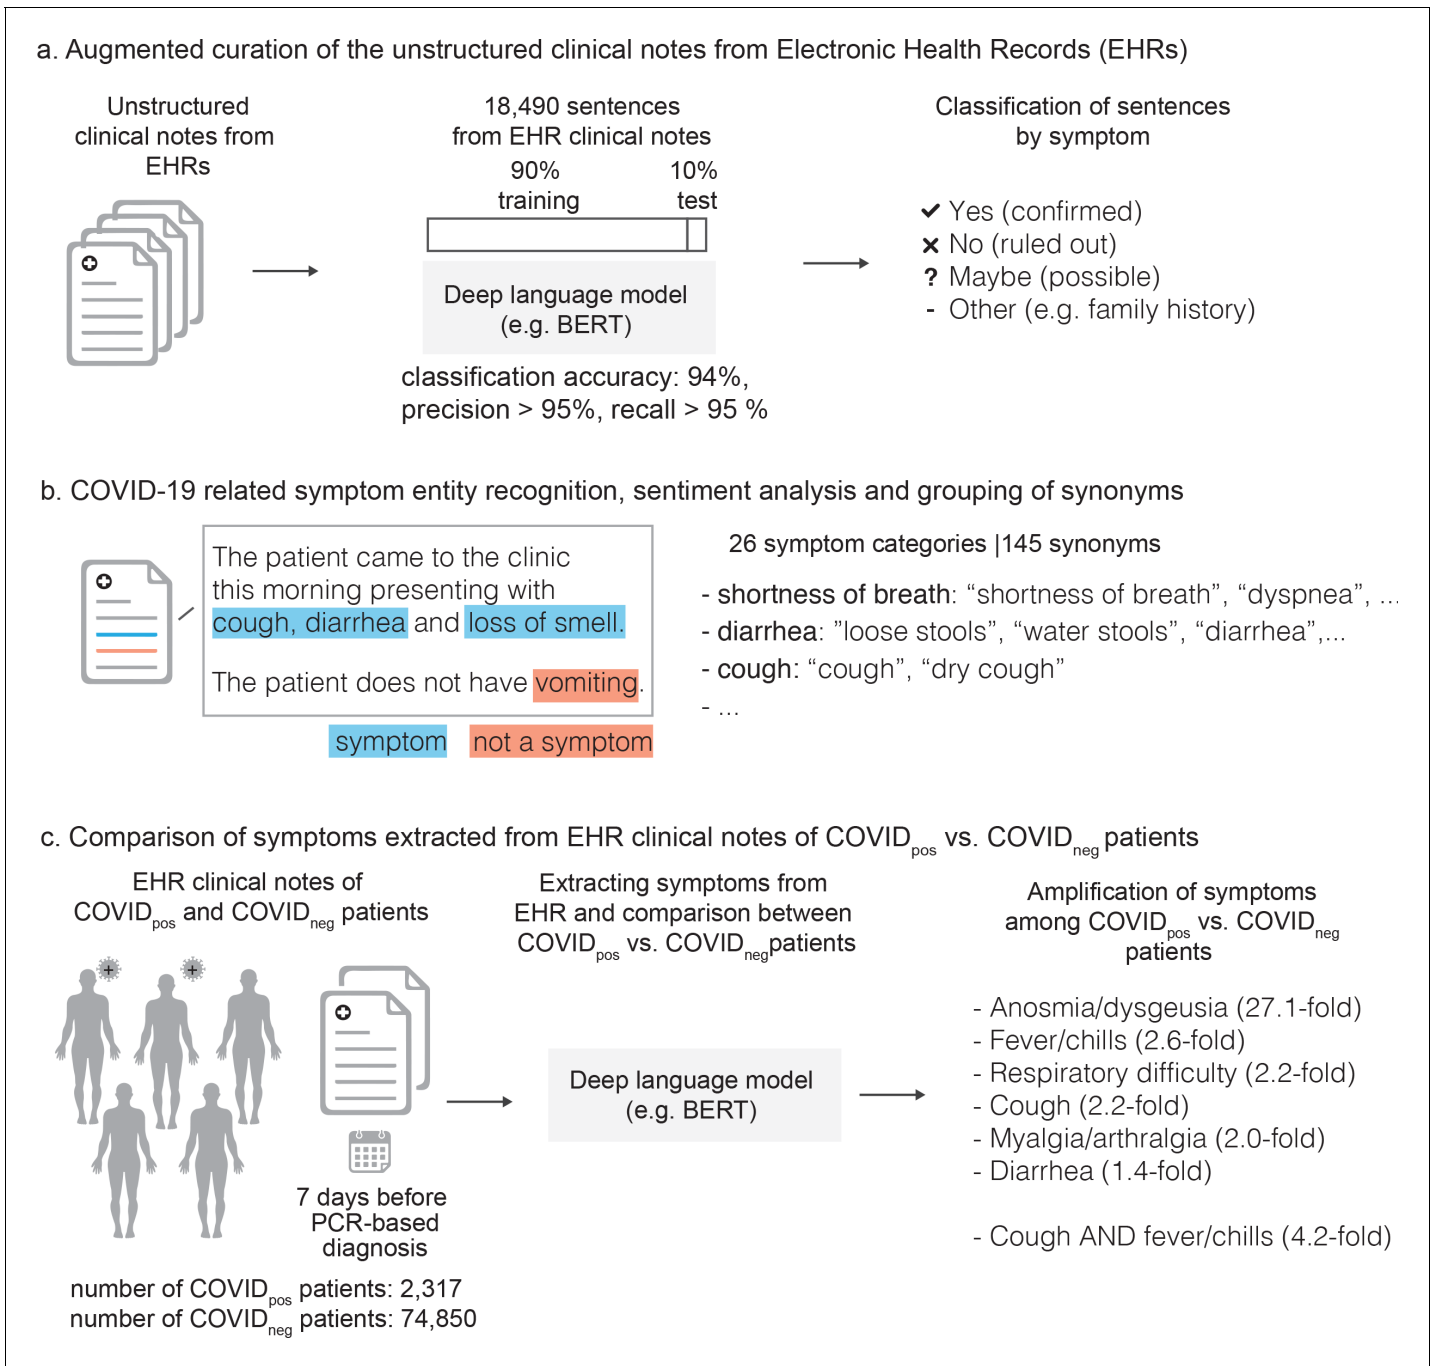 a. Augmented curation of the unstructured clinical notes from Electronic Health Records (EHRs)
Unstructured
clinical notes from
EHRs
18,490 sentences
from EHR clinical notes
90%
training
10%
test
Deep language model
(e.g. BERT)
classification accuracy: 94%,
precision > 95%, recall > 95 %
Classification of sentences
by symptom
✔ Yes (confirmed)
✖ No (ruled out)
? Maybe (possible)
- Other (e.g. family history)
b. COVID-19 related symptom entity recognition, sentiment analysis and grouping of synonyms
The patient came to the clinic
this morning presenting with
cough, diarrhea and loss of smell.
The patient does not have vomiting.
symptom
not a symptom
26 symptom categories |145 synonyms
- shortness of breath: “shortness of breath”, “dyspnea”, ...
- diarrhea: ”loose stools”, “water stools”, “diarrhea”,...
- cough: “cough”, “dry cough”
- ...
c. Comparison of symptoms extracted from EHR clinical notes of COVIDpos vs. COVIDneg patients
EHR clinical notes of
COVIDpos and COVIDneg patients
7 days before
PCR-based
diagnosis
number of COVIDpos patients: 2,317
number of COVIDneg patients: 74,850
Extracting symptoms from
EHR and comparison between
COVIDpos vs. COVIDneg patients
Deep language model
(e.g. BERT)
Amplification of symptoms
among COVIDpos vs. COVIDneg
patients
- Anosmia/dysgeusia (27.1-fold)
- Fever/chills (2.6-fold)
- Respiratory difficulty (2.2-fold)
- Cough (2.2-fold)
- Myalgia/arthralgia (2.0-fold)
- Diarrhea (1.4-fold)
- Cough AND fever/chills (4.2-fold)